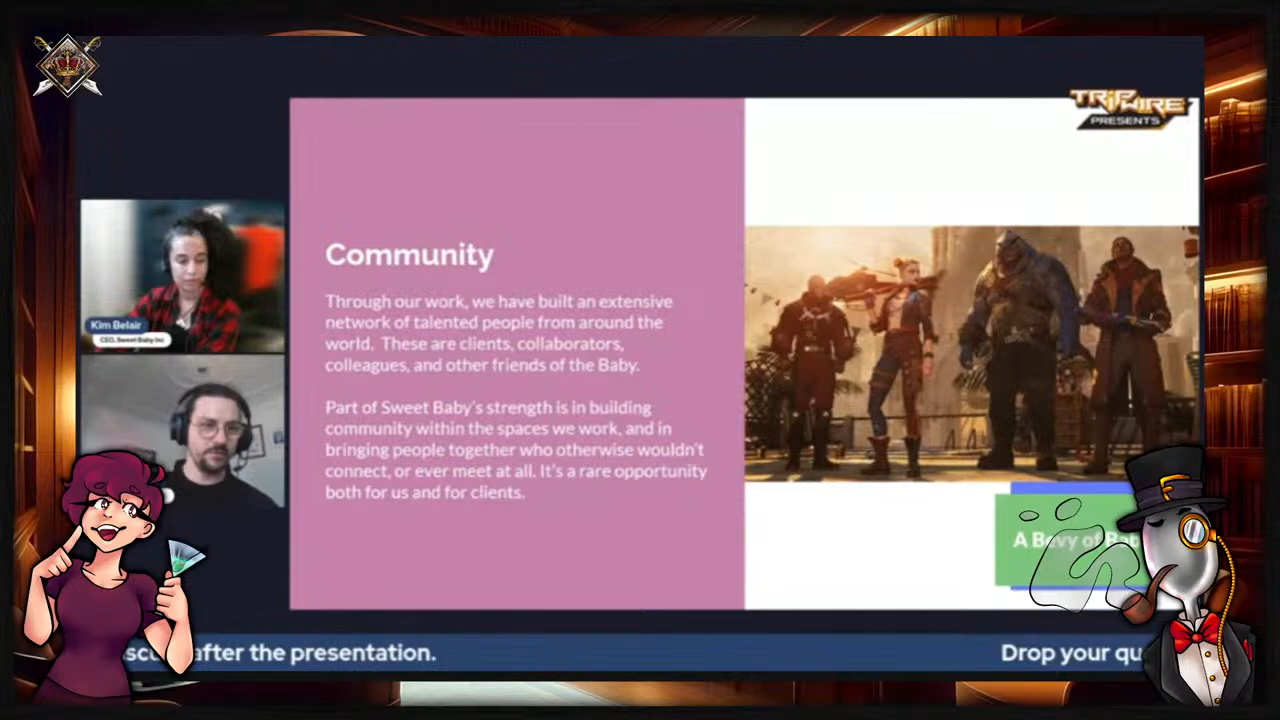 TRIPWIRE
PRESENTS
Community
Through our work, we have built an extensive
network of talented people from around the
world. These are clients, collaborators,
colleagues, and other friends of the Baby.
Part of Sweet Baby's strength is in building
community within the spaces we work, and in
bringing people together who otherwise wouldn't
connect, or ever meet at all. It's a rare opportunity
both for us and for clients.
Kim Belair
CEO, Sweet Baby Inc
A Bevy of
after the presentation.
Drop your